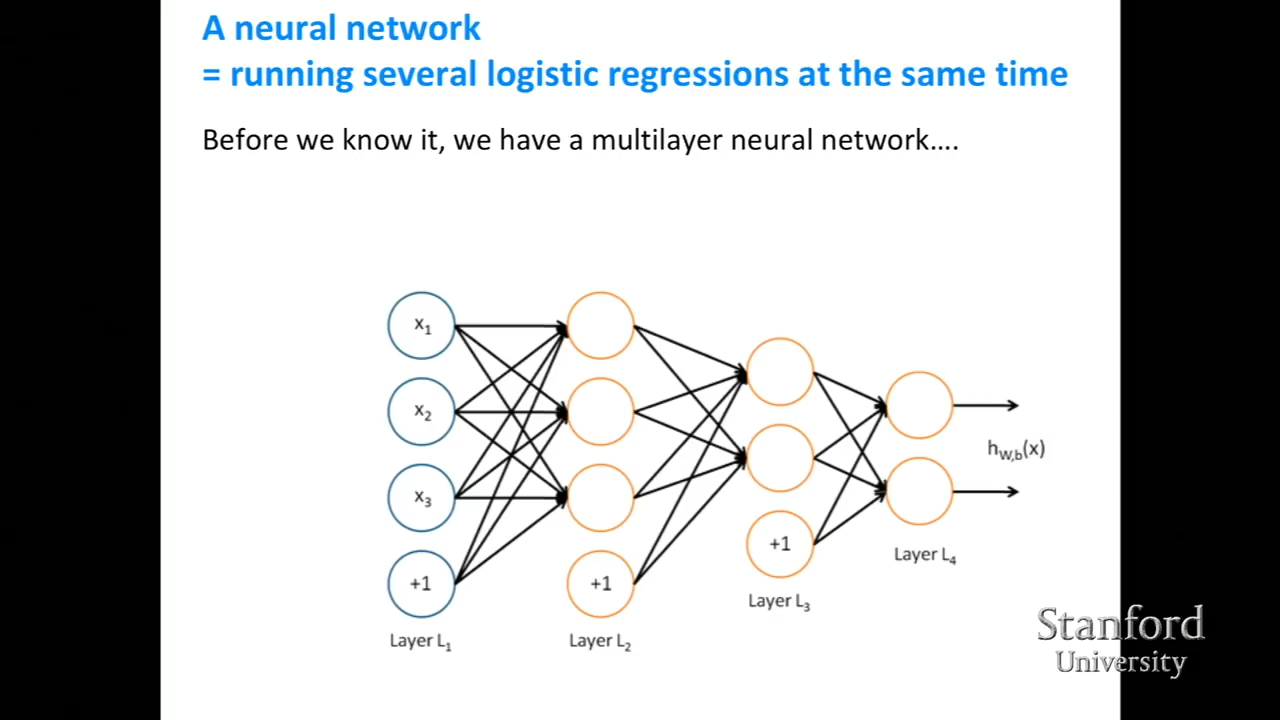 A neural network
= running several logistic regressions at the same time
Before we know it, we have a multilayer neural network….
x₁
x₂
x₃
+1
Layer L₁
+1
Layer L₂
+1
Layer L₃
Layer L₄
h_W,b(x)
Stanford
University